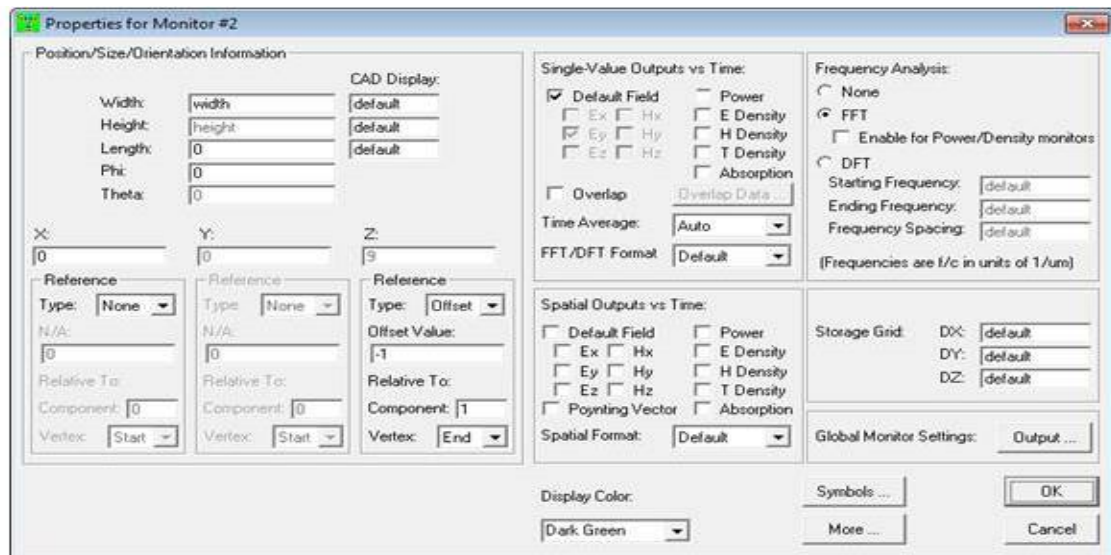 Properties for Monitor #2
Position/Size/Orientation Information
CAD Display:
Width: width default
Height: height default
Length: 0 default
Phi: 0
Theta: 0
X: Y: Z:
0 0 9
Reference Reference Reference
Type: None Type: None Type: Offset
N/A: N/A: Offset Value:
0 0 -1
Relative To: Relative To: Relative To:
Component: 0 Component: 0 Component: 1
Vertex: Start Vertex: Start Vertex: End
Single-Value Outputs vs Time:
Default Field Power
Ex Hx E Density
Ey Hy H Density
Ez Hz T Density
Absorption
Overlap Overlap Data ...
Time Average: Auto
FFT/DFT Format Default
Spatial Outputs vs Time:
Default Field Power
Ex Hx E Density
Ey Hy H Density
Ez Hz T Density
Poynting Vector Absorption
Spatial Format: Default
Display Color:
Dark Green
Frequency Analysis:
None
FFT
Enable for Power/Density monitors
DFT
Starting Frequency: default
Ending Frequency: default
Frequency Spacing: default
(Frequencies are f/c in units of 1/um)
Storage Grid: DX: default
DY: default
DZ: default
Global Monitor Settings: Output ...
Symbols ... OK
More ... Cancel